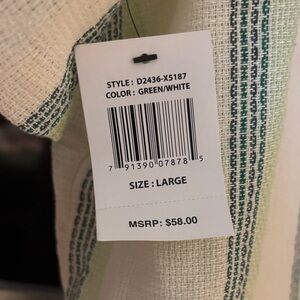 STYLE : D2436-X5187
COLOR : GREEN/WHITE
7 91390 07878 5
SIZE : LARGE
MSRP: $58.00